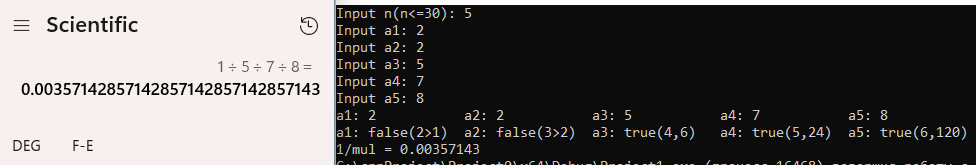 Scientific
1 ÷ 5 ÷ 7 ÷ 8 =
0.00357142857142857142857142857143
DEG F-E
Input n(n<=30): 5
Input a1: 2
Input a2: 2
Input a3: 5
Input a4: 7
Input a5: 8
a1: 2 a2: 2 a3: 5 a4: 7 a5: 8
a1: false(2>1) a2: false(3>2) a3: true(4,6) a4: true(5,24) a5: true(6,120)
1/mul = 0.00357143